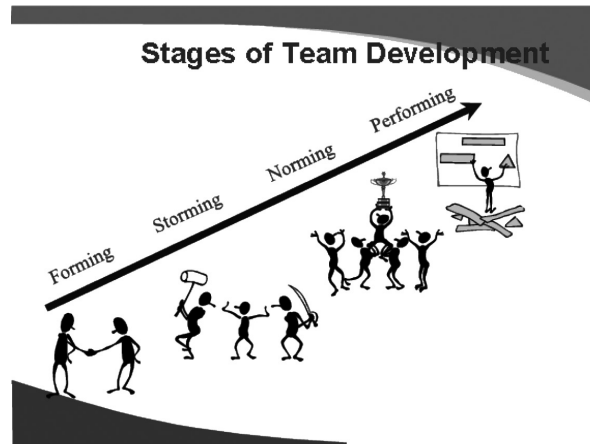 Stages of Team Development
Forming
Storming
Norming
Performing